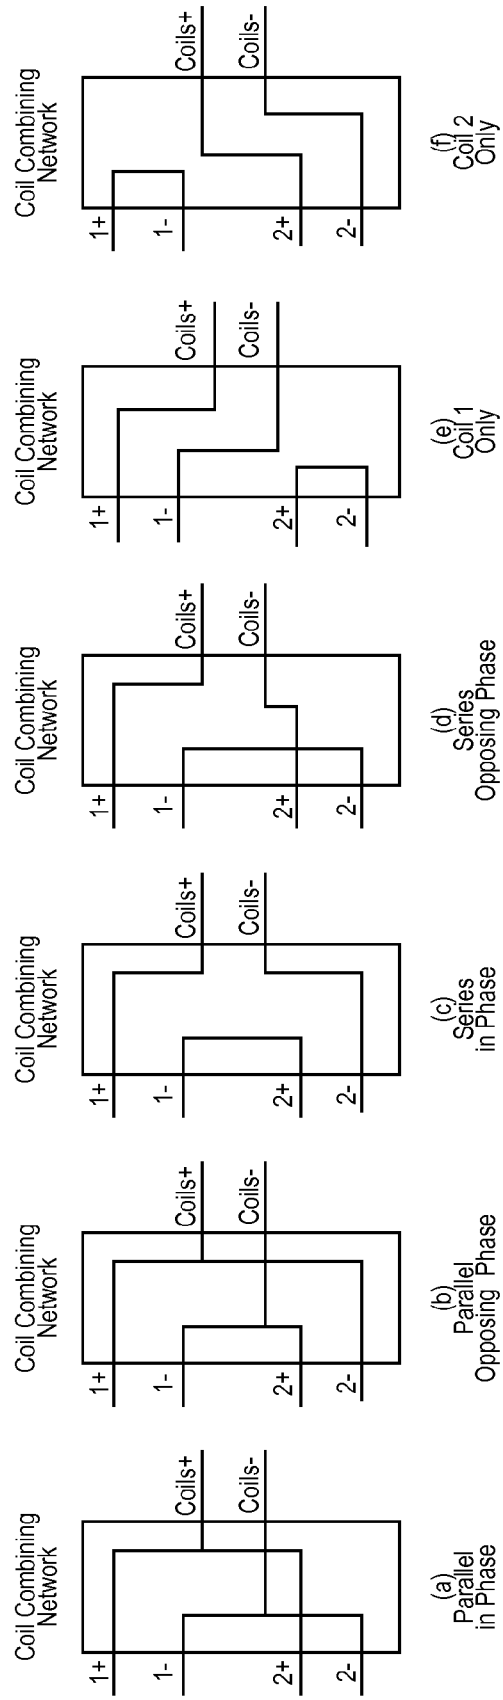 Coil Combining
Network
1+
1-
2+
2-
Coils+
Coils-
(a)
Parallel
in Phase
Coil Combining
Network
1+
1-
2+
2-
Coils+
Coils-
(b)
Parallel
Opposing Phase
Coil Combining
Network
1+
1-
2+
2-
Coils+
Coils-
(c)
Series
in Phase
Coil Combining
Network
1+
1-
2+
2-
Coils+
Coils-
(d)
Series
Opposing Phase
Coil Combining
Network
1+
1-
2+
2-
Coils+
Coils-
(e)
Coil 1
Only
Coil Combining
Network
1+
1-
2+
2-
Coils+
Coils-
(f)
Coil 2
Only